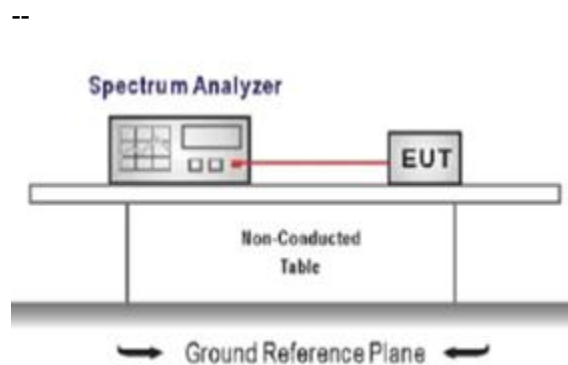 --
Spectrum Analyzer
EUT
Non-Conducted
Table
Ground Reference Plane